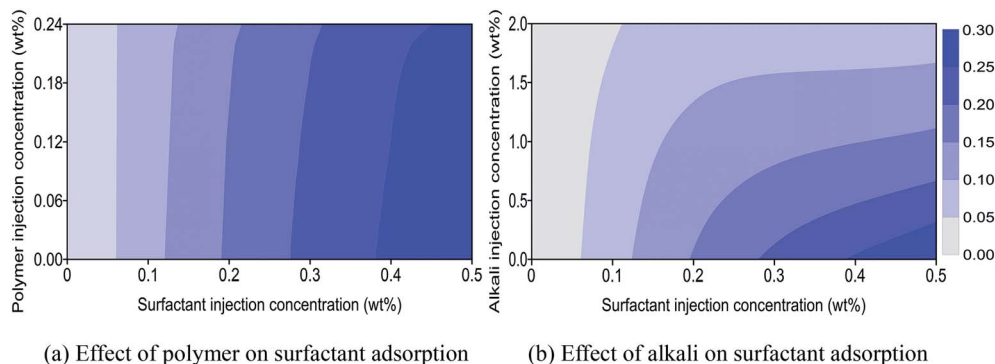 Polymer injection concentration (wt%)
0.24
0.18
0.12
0.06
0.00
0 0.1 0.2 0.3 0.4 0.5
Surfactant injection concentration (wt%)
(a) Effect of polymer on surfactant adsorption
Alkali injection concentration (wt%)
2.0
1.5
1.0
0.5
0.0
0 0.1 0.2 0.3 0.4 0.5
Surfactant injection concentration (wt%)
0.30
0.25
0.20
0.15
0.10
0.05
0.00
(b) Effect of alkali on surfactant adsorption